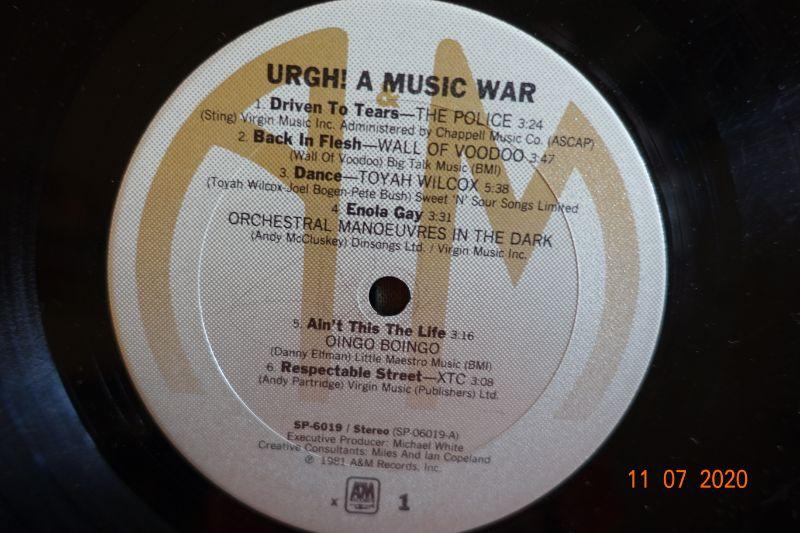 URGH! A MUSIC WAR
&
1. Driven To Tears—THE POLICE 3:24
(Sting) Virgin Music Inc. Administered by Chappell Music Co. (ASCAP)
2. Back In Flesh—WALL OF VOODOO 3:47
(Wall Of Voodoo) Big Talk Music (BMI)
3. Dance—TOYAH WILCOX 5:38
(Toyah Wilcox-Joel Bogen-Pete Bush) Sweet 'N' Sour Songs Limited
4. Enola Gay 3:31
ORCHESTRAL MANOEUVRES IN THE DARK
(Andy McCluskey) Dinsongs Ltd. / Virgin Music Inc.
5. Ain't This The Life 3:16
OINGO BOINGO
(Danny Elfman) Little Maestro Music (BMI)
6. Respectable Street—XTC 3:08
(Andy Partridge) Virgin Music (Publishers) Ltd.
SP-6019 / Stereo (SP-06019-A)
Executive Producer: Michael White
Creative Consultants: Miles And Ian Copeland
℗ 1981 A&M Records, Inc.
x A&M 1
11 07 2020